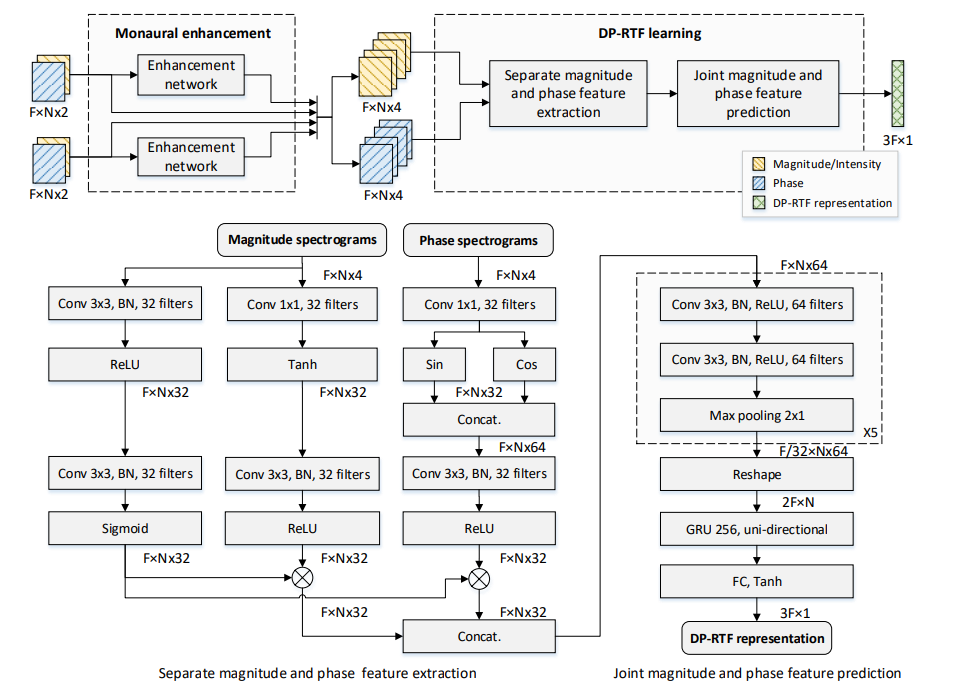 Monaural enhancement
DP-RTF learning
Enhancement
network
F×Nx2
Enhancement
network
F×Nx2
F×Nx4
F×Nx4
Separate magnitude
and phase feature
extraction
Joint magnitude and
phase feature
prediction
3F×1
Magnitude/Intensity
Phase
DP-RTF representation
Magnitude spectrograms
Phase spectrograms
F×Nx4
F×Nx4
F×Nx64
Conv 3x3, BN, 32 filters
Conv 1x1, 32 filters
Conv 1x1, 32 filters
Conv 3x3, BN, ReLU, 64 filters
ReLU
Tanh
Sin
Cos
Conv 3x3, BN, ReLU, 64 filters
F×Nx32
F×Nx32
F×Nx32
Concat.
Max pooling 2x1
X5
F×Nx64
F/32×Nx64
Conv 3x3, BN, 32 filters
Conv 3x3, BN, 32 filters
Conv 3x3, BN, 32 filters
Reshape
2F×N
Sigmoid
ReLU
ReLU
GRU 256, uni-directional
F×Nx32
F×Nx32
F×Nx32
FC, Tanh
F×Nx32
F×Nx32
3F×1
Concat.
DP-RTF representation
Separate magnitude and phase feature extraction
Joint magnitude and phase feature prediction